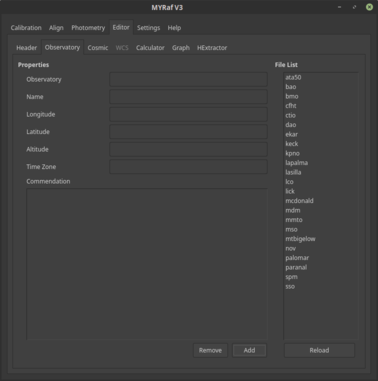 MYRaf V3
Calibration Align Photometry Editor Settings Help
Header Observatory Cosmic WCS Calculator Graph HExtractor
Properties
Observatory
Name
Longitude
Latitude
Altitude
Time Zone
Commendation
Remove Add
File List
ata50
bao
bmo
cfht
ctio
dao
ekar
keck
kpno
lapalma
lasilla
lco
lick
mcdonald
mdm
mmto
mso
mtbigelow
nov
palomar
paranal
spm
sso
Reload